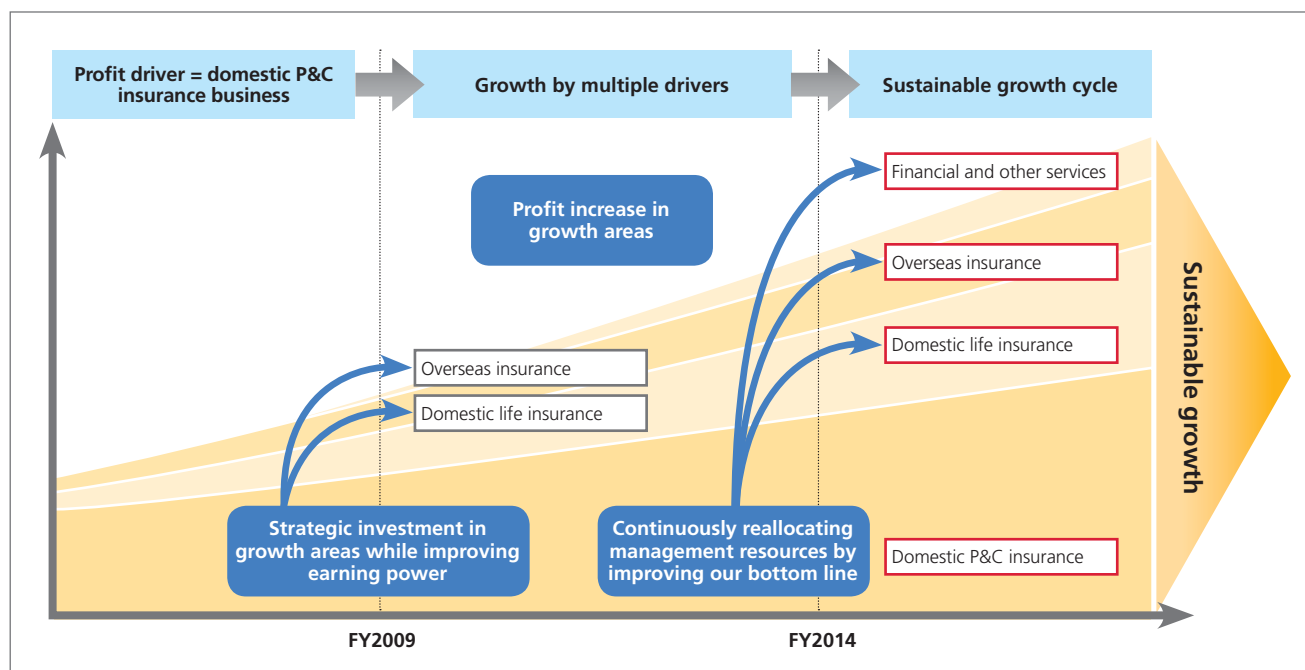 Profit driver = domestic P&C
insurance business
Growth by multiple drivers
Sustainable growth cycle
Financial and other services
Profit increase in
growth areas
Overseas insurance
Domestic life insurance
Overseas insurance
Domestic life insurance
Sustainable growth
Strategic investment in
growth areas while improving
earning power
Continuously reallocating
management resources by
improving our bottom line
Domestic P&C insurance
FY2009
FY2014